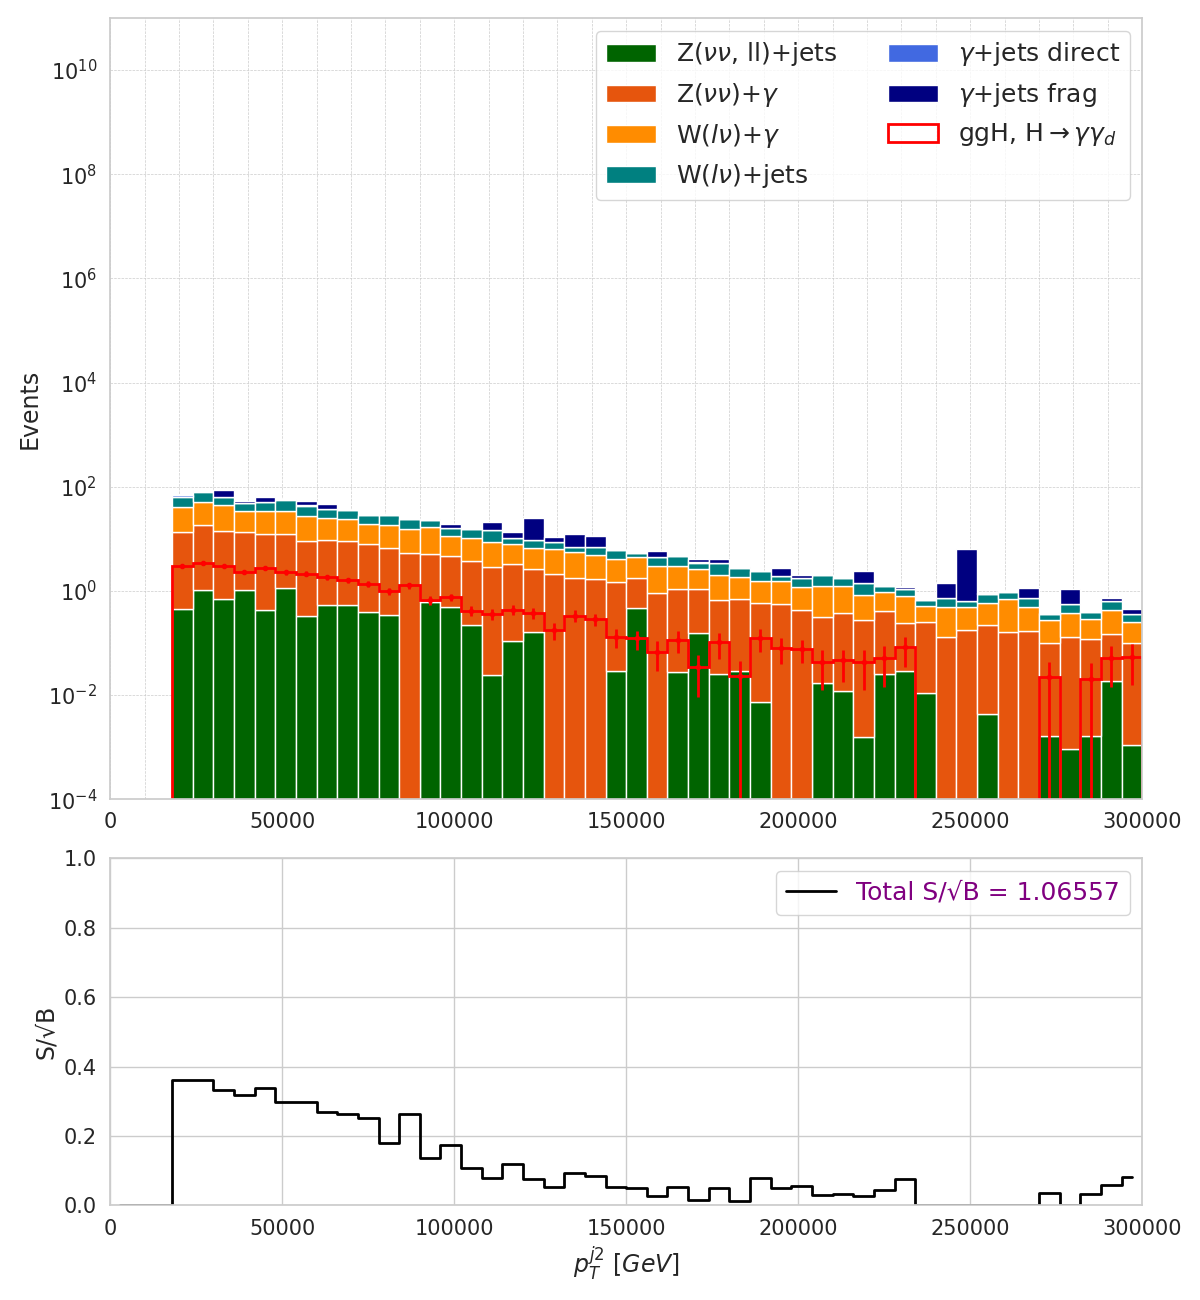 Z(νν, ll)+jets
Z(νν)+γ
W(lν)+γ
W(lν)+jets
γ+jets direct
γ+jets frag
ggH, H→γγ_d
Events
10^10
10^8
10^6
10^4
10^2
10^0
10^−2
10^−4
0 50000 100000 150000 200000 250000 300000
Total S/√B = 1.06557
S/√B
1.0
0.8
0.6
0.4
0.2
0.0
0 50000 100000 150000 200000 250000 300000
p_T^{j2} [GeV]